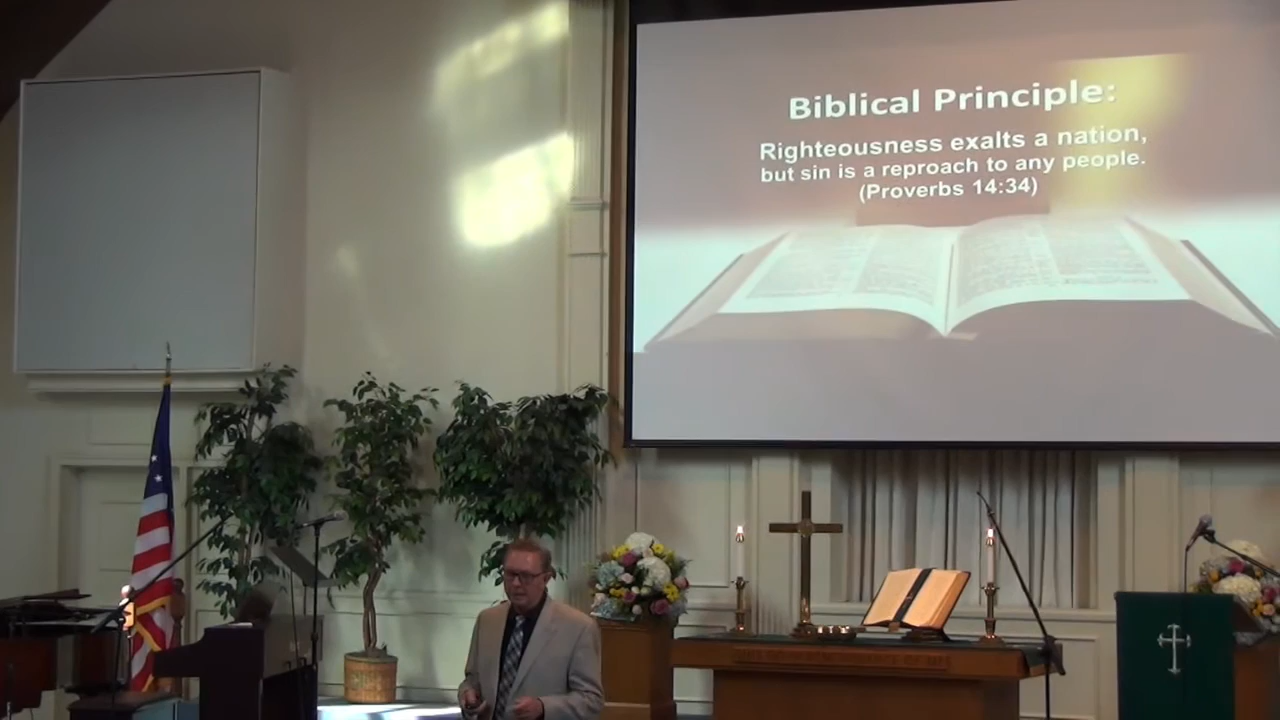 Biblical Principle:
Righteousness exalts a nation,
but sin is a reproach to any people.
(Proverbs 14:34)